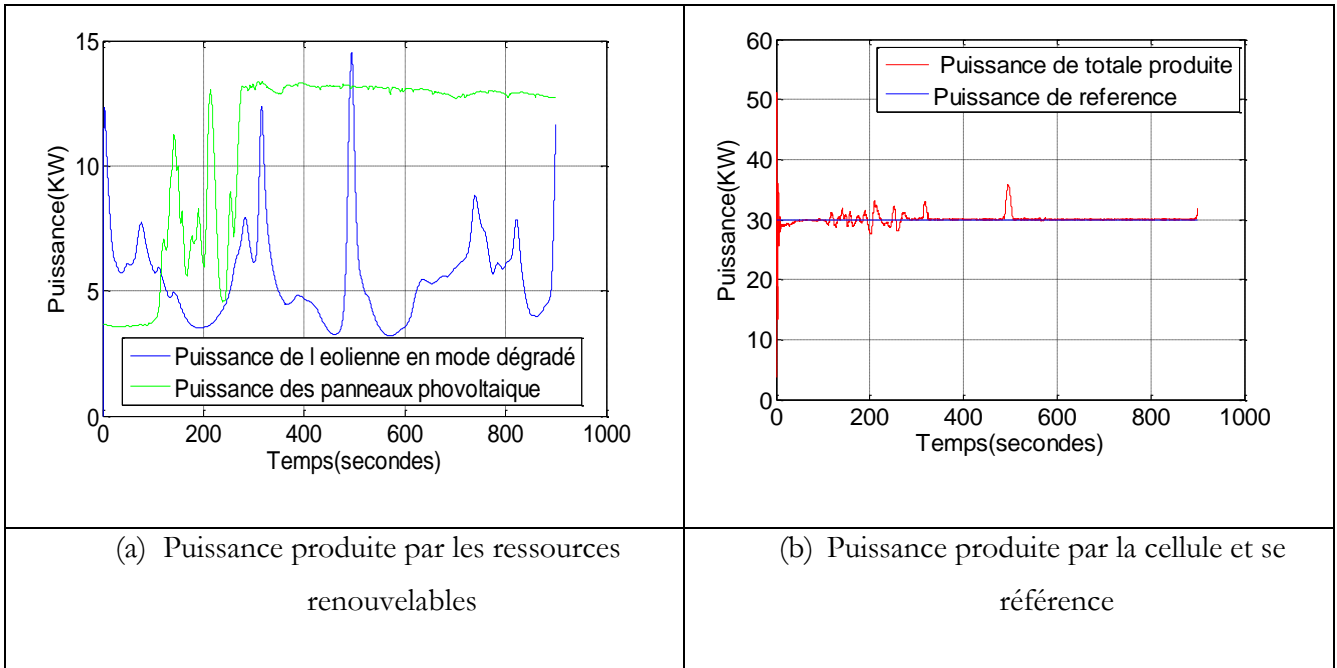 15
10
5
0
Puissance(KW)
Puissance de l eolienne en mode dégradé
Puissance des panneaux phovoltaique
0 200 400 600 800 1000
Temps(secondes)
60
50
40
30
20
10
0
Puissance(KW)
Puissance de totale produite
Puissance de reference
0 200 400 600 800 1000
Temps(secondes)
(a) Puissance produite par les ressources
renouvelables
(b) Puissance produite par la cellule et se
référence